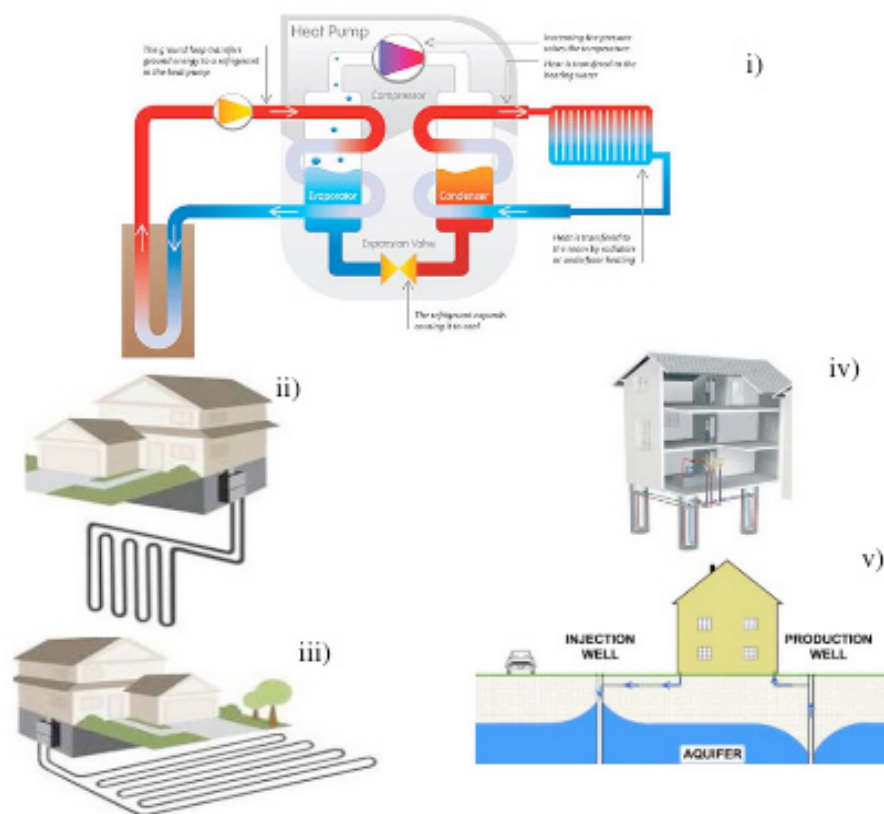 Heat Pump
Increasing the pressure
raises the temperature
i)
The ground loop transfers
ground energy to a refrigerant
in the heat pump
Heat is transferred to the
heating water
Compressor
Evaporator
Condenser
Expansion Valve
Heat is transferred to
the room by radiators
or underfloor heating
The refrigerant expands
causing it to cool
ii)
iv)
iii)
v)
INJECTION
WELL
PRODUCTION
WELL
AQUIFER